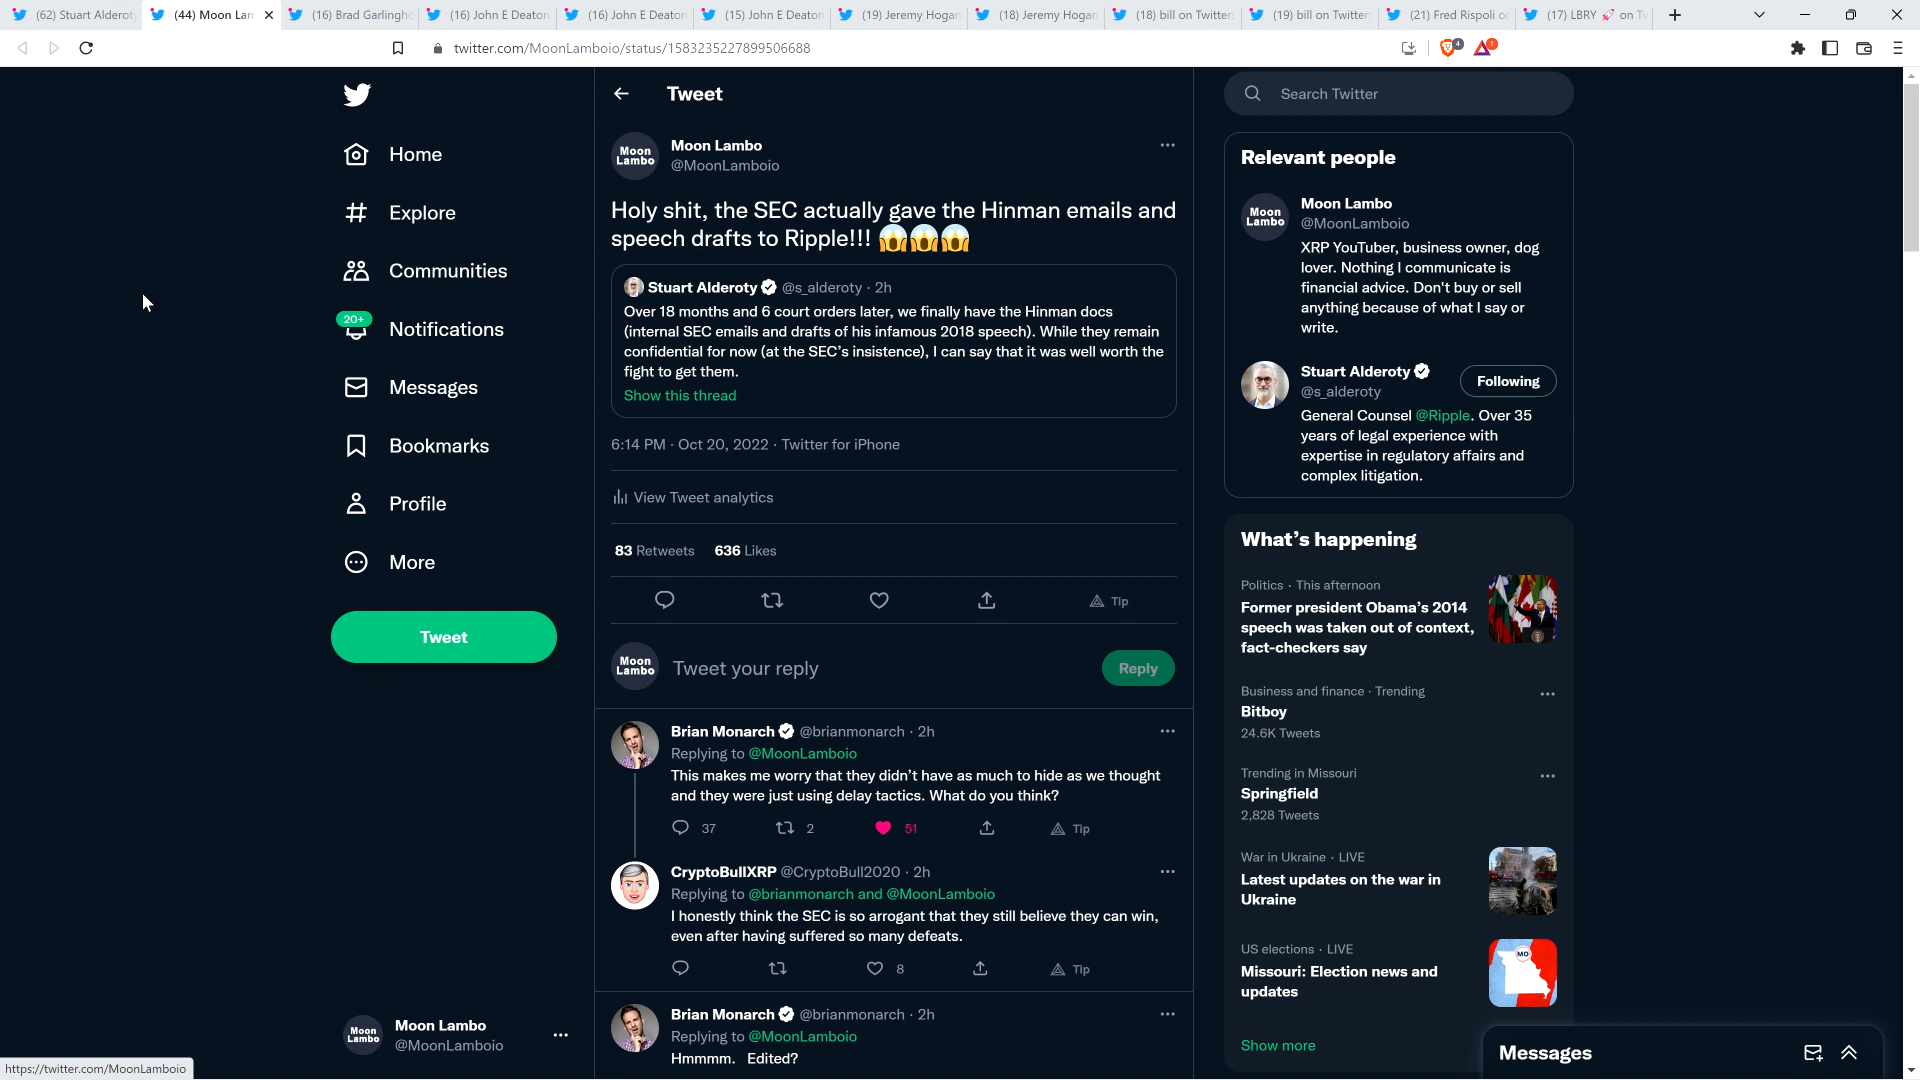 (62) Stuart Alderoty
(44) Moon Lam
(16) Brad Garlingho
(16) John E Deaton
(16) John E Deaton
(15) John E Deaton
(19) Jeremy Hogan
(18) Jeremy Hogan
(18) bill on Twitter:
(19) bill on Twitter:
(21) Fred Rispoli on
(17) LBRY 🚀 on Tw
twitter.com/MoonLamboio/status/1583235227899506688
4
1
Home
Explore
Communities
20+
Notifications
Messages
Bookmarks
Profile
More
Tweet
Moon Lambo
Moon Lambo
@MoonLamboio
https://twitter.com/MoonLamboio
Tweet
Moon Lambo
Moon Lambo
@MoonLamboio
Holy shit, the SEC actually gave the Hinman emails and
speech drafts to Ripple!!! 😱😱😱
Stuart Alderoty @s_alderoty · 2h
Over 18 months and 6 court orders later, we finally have the Hinman docs
(internal SEC emails and drafts of his infamous 2018 speech). While they remain
confidential for now (at the SEC's insistence), I can say that it was well worth the
fight to get them.
Show this thread
6:14 PM · Oct 20, 2022 · Twitter for iPhone
View Tweet analytics
83 Retweets 636 Likes
Tip
Moon Lambo
Tweet your reply
Reply
Brian Monarch @brianmonarch · 2h
Replying to @MoonLamboio
This makes me worry that they didn't have as much to hide as we thought
and they were just using delay tactics. What do you think?
37 2 51 Tip
CryptoBullXRP @CryptoBull2020 · 2h
Replying to @brianmonarch and @MoonLamboio
I honestly think the SEC is so arrogant that they still believe they can win,
even after having suffered so many defeats.
8 Tip
Brian Monarch @brianmonarch · 2h
Replying to @MoonLamboio
Hmmmm. Edited?
Search Twitter
Relevant people
Moon Lambo
Moon Lambo
@MoonLamboio
XRP YouTuber, business owner, dog
lover. Nothing I communicate is
financial advice. Don't buy or sell
anything because of what I say or
write.
Stuart Alderoty
Following
@s_alderoty
General Counsel @Ripple. Over 35
years of legal experience with
expertise in regulatory affairs and
complex litigation.
What's happening
Politics · This afternoon
Former president Obama's 2014
speech was taken out of context,
fact-checkers say
Business and finance · Trending
Bitboy
24.6K Tweets
Trending in Missouri
Springfield
2,828 Tweets
War in Ukraine · LIVE
Latest updates on the war in
Ukraine
US elections · LIVE
Missouri: Election news and
updates
MO
Show more
Messages